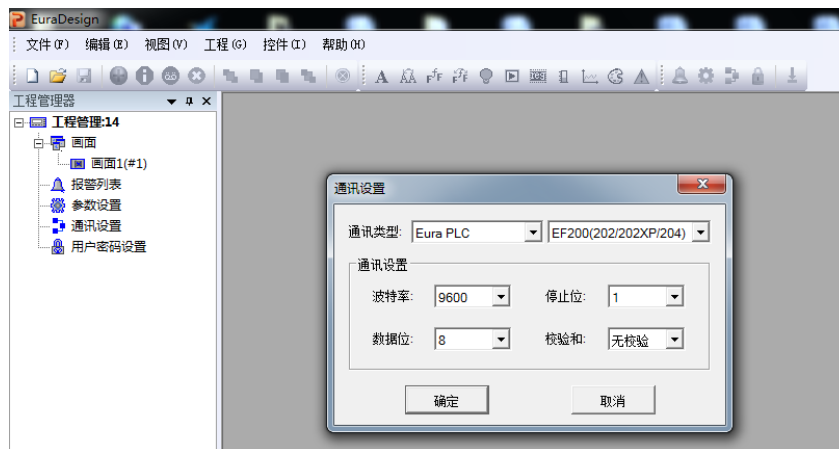 EuraDesign
文件(F) 编辑(E) 视图(V) 工程(G) 控件(I) 帮助(H)
工程管理器
工程管理:14
画面
画面1(#1)
报警列表
参数设置
通讯设置
用户密码设置
通讯设置
通讯类型: Eura PLC EF200(202/202XP/204)
通讯设置
波特率: 9600 停止位: 1
数据位: 8 校验和: 无校验
确定 取消